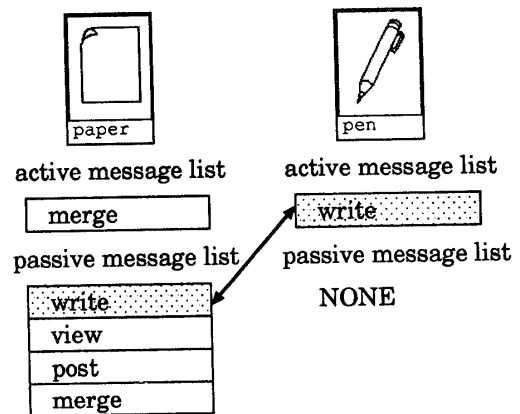 paper
active message list
merge
passive message list
write
view
post
merge
pen
active message list
write
passive message list
NONE